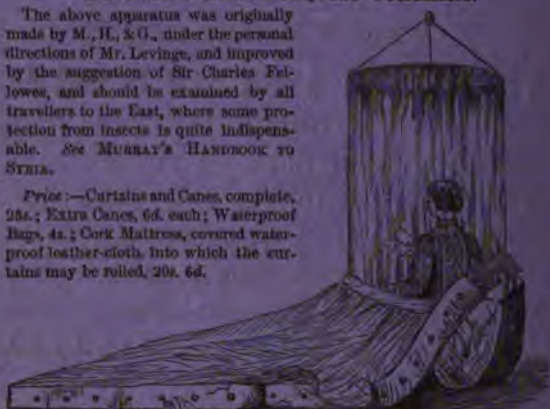 The above apparatus was originally
made by M., H., & G., under the personal
directions of Mr. Levinge, and improved
by the suggestion of Sir Charles Fel-
lowes, and should be examined by all
travellers to the East, where some pro-
tection from insects is quite indispens-
able. See MURRAY'S HANDBOOK TO
SYRIA.
Price:—Curtains and Canes, complete,
25s.; Extra Canes, 6d. each; Waterproof
Bags, 4s.; Cork Mattress, covered water-
proof leather-cloth, into which the cur-
tains may be rolled, 20s. 6d.